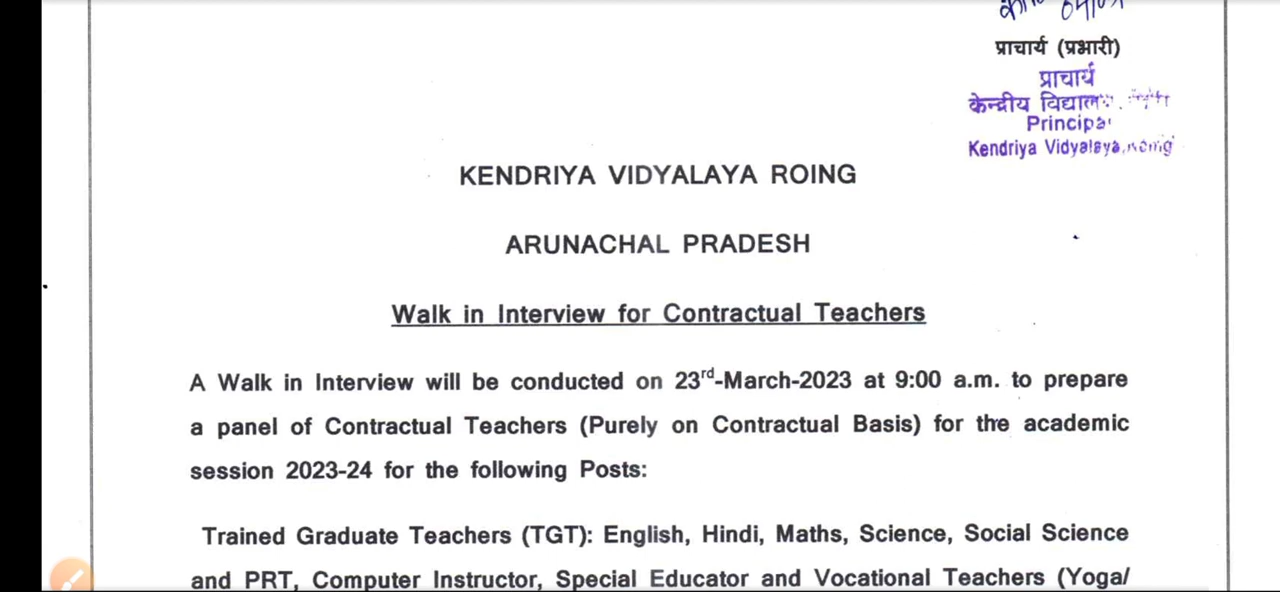 प्राचार्य (प्रभारी)
प्राचार्य
केन्द्रीय
Kendriya Vidyalaya
KENDRIYA VIDYALAYA ROING
ARUNACHAL PRADESH
Walk in Interview for Contractual Teachers
A Walk in Interview will be conducted on 23rd-March-2023 at 9:00 a.m. to prepare
a panel of Contractual Teachers (Purely on Contractual Basis) for the academic
session 2023-24 for the following Posts:
Trained Graduate Teachers (TGT): English, Hindi, Maths, Science, Social Science
and PRT, Computer Instructor, Special Educator and Vocational Teachers (Yoga/